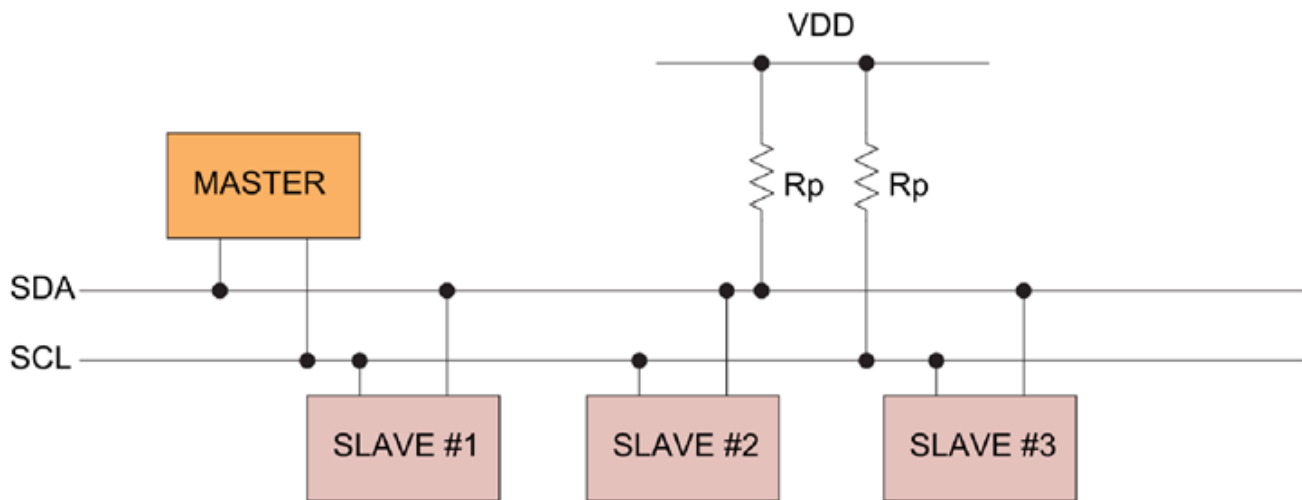 VDD
MASTER
Rp
Rp
SDA
SCL
SLAVE #1
SLAVE #2
SLAVE #3